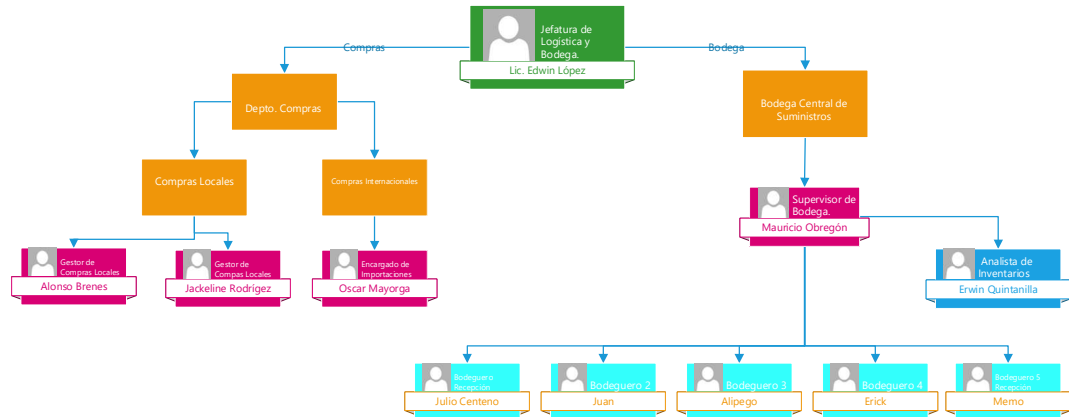 Jefatura de
Logística y
Bodega.
Lic. Edwin López
Compras
Bodega
Depto. Compras
Bodega Central de
Suministros
Compras Locales
Compras Internacionales
Supervisor de
Bodega.
Mauricio Obregón
Gestor de
Compras Locales
Alonso Brenes
Gestor de
Compas Locales
Jackeline Rodrígez
Encargado de
Importaciones
Oscar Mayorga
Analista de
Inventarios
Erwin Quintanilla
Bodeguero
Recepción
Julio Centeno
Bodeguero 2
Juan
Bodeguero 3
Alipego
Bodeguero 4
Erick
Bodeguero 5
Recepción
Memo